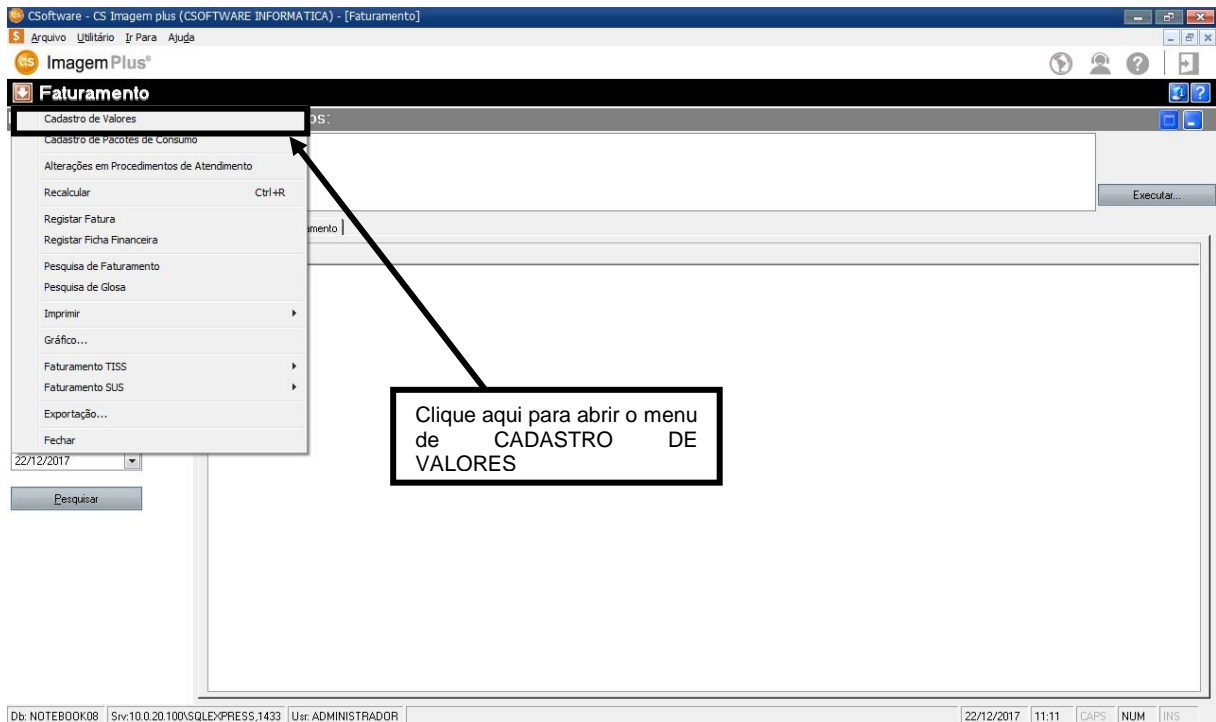 CSoftware - CS Imagem plus (CSOFTWARE INFORMATICA) - [Faturamento]
Arquivo Utilitário Ir Para Ajuda
CS ImagemPlus®
Faturamento
Cadastro de Valores
os:
Cadastro de Pacotes de Consumo
Alterações em Procedimentos de Atendimento
Recalcular Ctrl+R
Executar...
Registar Fatura
amento
Registar Ficha Financeira
Pesquisa de Faturamento
Pesquisa de Glosa
Imprimir
Gráfico...
Faturamento TISS
Faturamento SUS
Exportação...
Fechar
Clique aqui para abrir o menu
de CADASTRO DE
VALORES
22/12/2017
Pesquisar
Db: NOTEBOOK08 Srv:10.0.20.100\SQLEXPRESS,1433 Usr: ADMINISTRADOR 22/12/2017 11:11 CAPS NUM INS